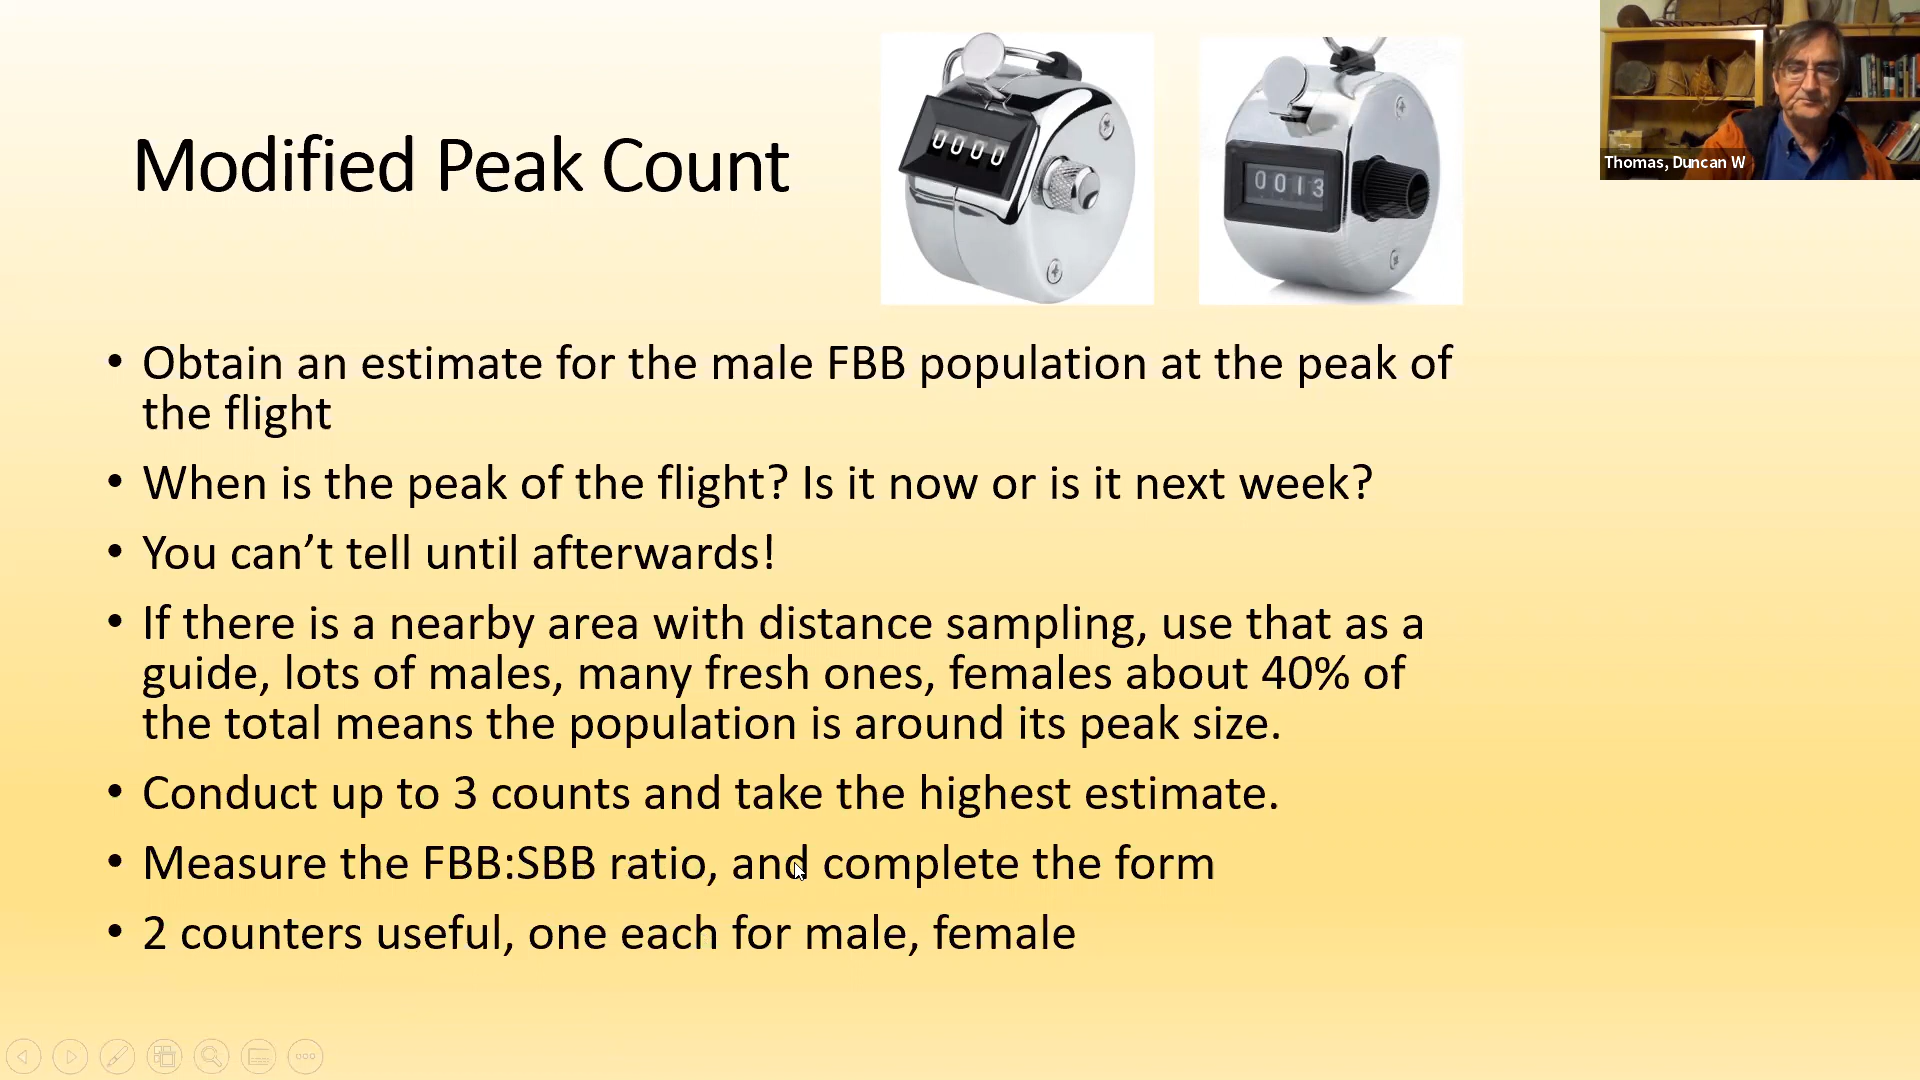 Modified Peak Count
0000
0013
Thomas, Duncan W
• Obtain an estimate for the male FBB population at the peak of
the flight
• When is the peak of the flight? Is it now or is it next week?
• You can’t tell until afterwards!
• If there is a nearby area with distance sampling, use that as a
guide, lots of males, many fresh ones, females about 40% of
the total means the population is around its peak size.
• Conduct up to 3 counts and take the highest estimate.
• Measure the FBB:SBB ratio, and complete the form
• 2 counters useful, one each for male, female